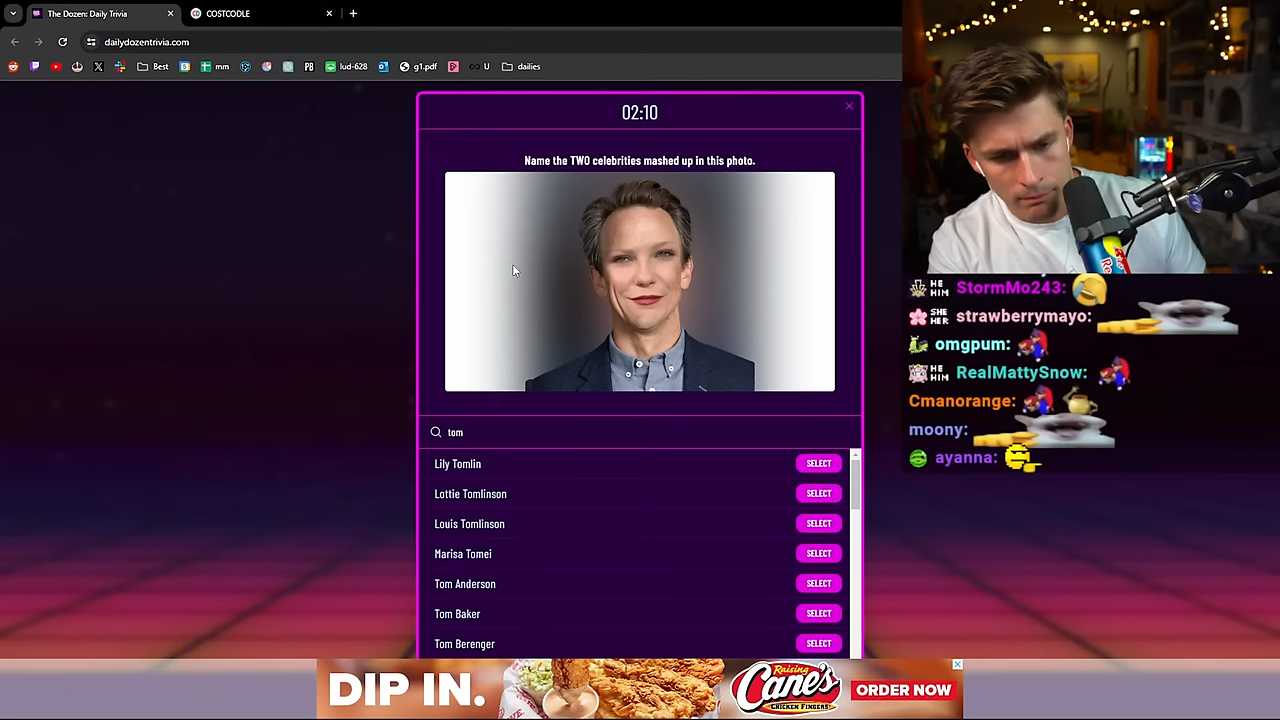 The Dozen: Daily Trivia
COSTCODLE
dailydozentrivia.com
Best
mm
lud-628
g1.pdf
U
dailies
02:10
Name the TWO celebrities mashed up in this photo.
tom
Lily Tomlin SELECT
Lottie Tomlinson SELECT
Louis Tomlinson SELECT
Marisa Tomei SELECT
Tom Anderson SELECT
Tom Baker SELECT
Tom Berenger SELECT
HE HIM StormMo243:
SHE HER strawberrymayo:
omgpum:
HE HIM RealMattySnow:
Cmanorange:
moony:
ayanna:
DIP IN.
Raising Cane's CHICKEN FINGERS
ORDER NOW